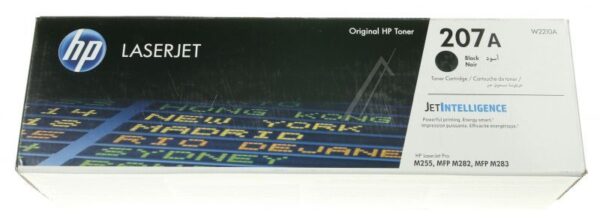 hp
LASERJET
Original HP Toner
207A
W2210A
Black
Noir
أسود
Toner Cartridge / Cartouche de toner /
JETINTELLIGENCE
Powerful printing. Energy smart.*
Impression puissante. Efficacité énergétique.*
HP LaserJet Pro
M255, MFP M282, MFP M283
14
NEW YORK
15
MADRID
RIO DE JANE
SYDNEY